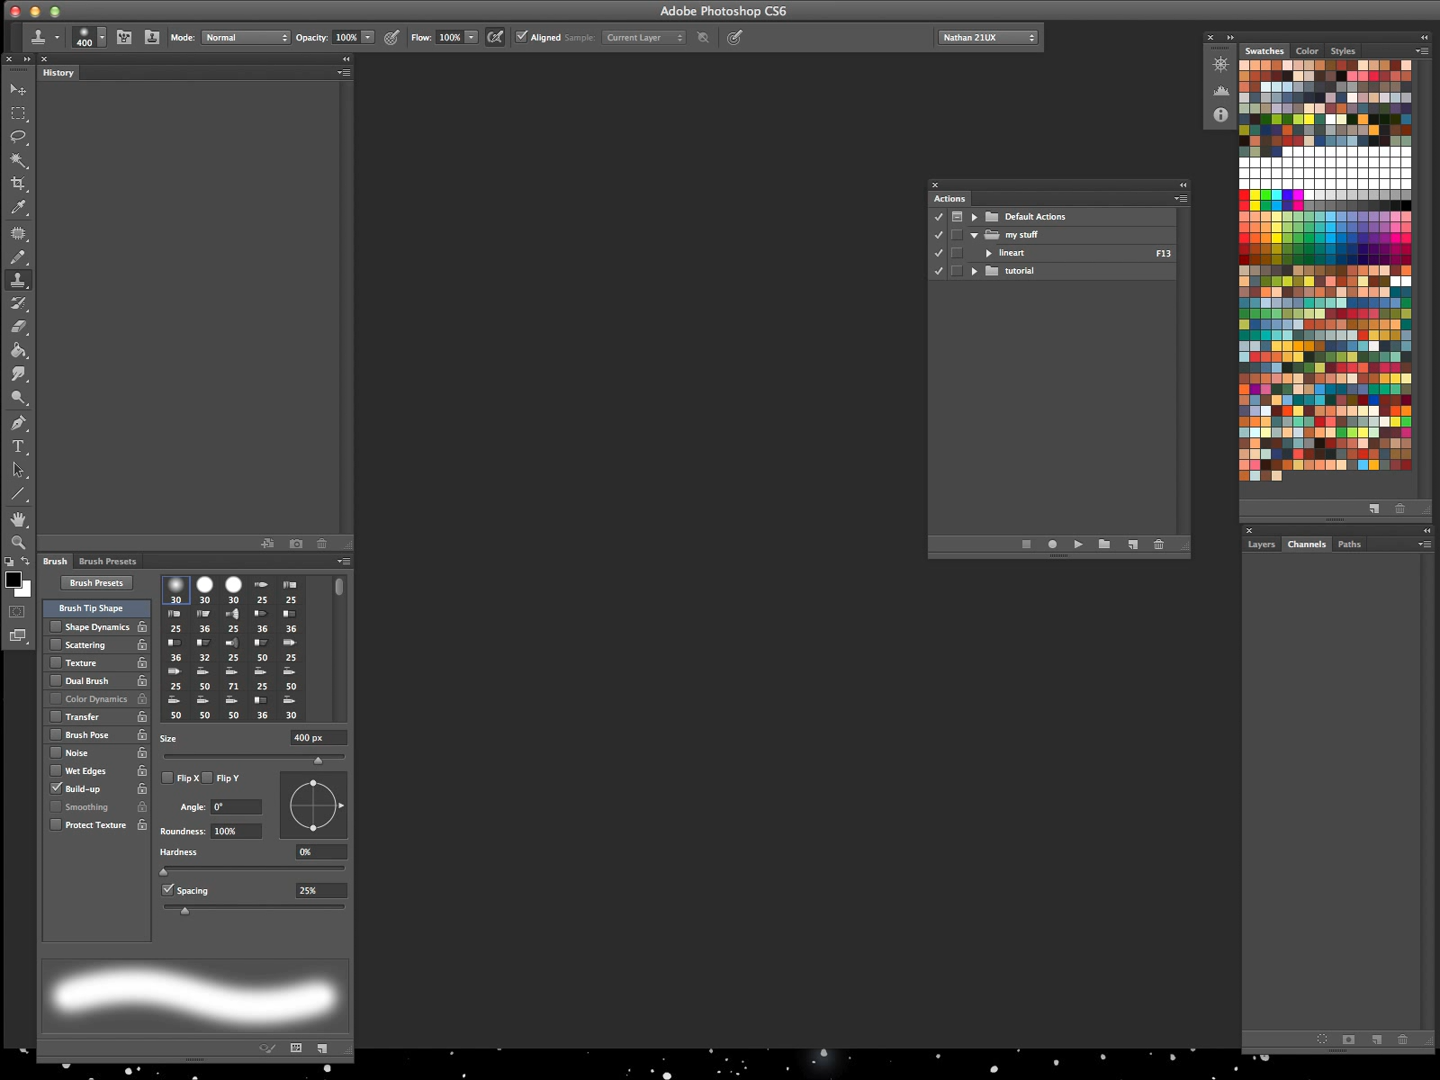 Adobe Photoshop CS6
400
Mode: Normal
Opacity: 100%
Flow: 100%
Aligned
Sample: Current Layer
Nathan 21UX
History
Swatches
Color
Styles
Actions
Default Actions
my stuff
lineart F13
tutorial
Layers
Channels
Paths
Brush
Brush Presets
Brush Presets
Brush Tip Shape
Shape Dynamics
Scattering
Texture
Dual Brush
Color Dynamics
Transfer
Brush Pose
Noise
Wet Edges
Build-up
Smoothing
Protect Texture
30 30 30 25 25
25 36 25 36 36
36 32 25 50 25
25 50 71 25 50
50 50 50 36 30
Size 400 px
Flip X Flip Y
Angle: 0°
Roundness: 100%
Hardness 0%
Spacing 25%